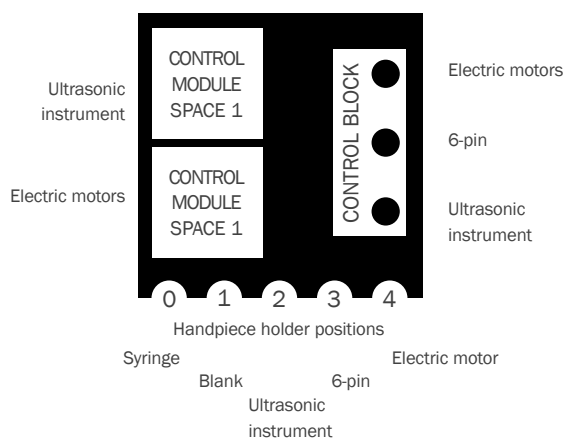 Ultrasonic
instrument
CONTROL
MODULE
SPACE 1
Electric motors
CONTROL
MODULE
SPACE 1
CONTROL BLOCK
Electric motors
6-pin
Ultrasonic
instrument
0 1 2 3 4
Handpiece holder positions
Syringe
Blank
Ultrasonic
instrument
6-pin
Electric motor